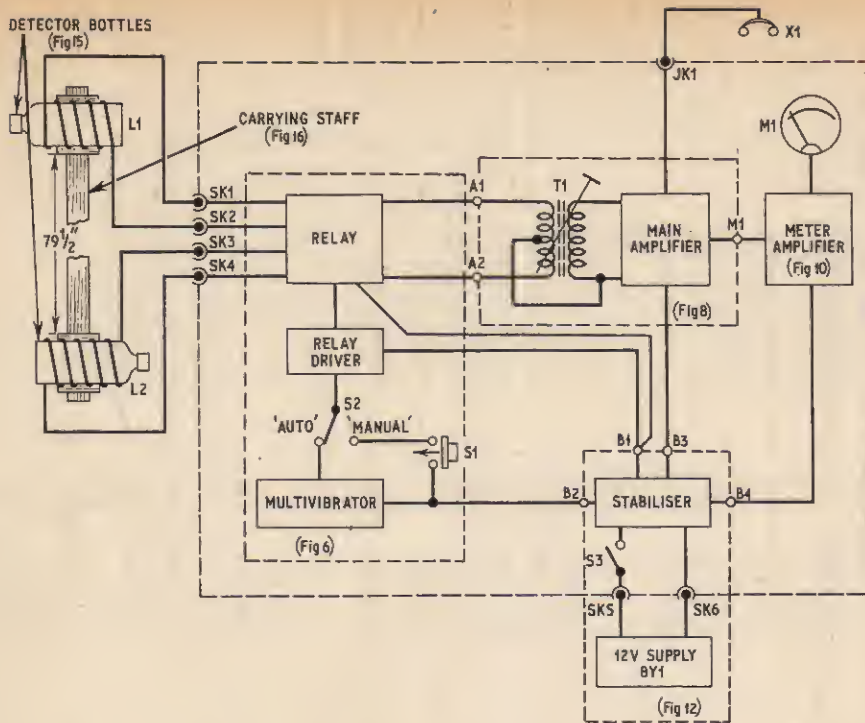 DETECTOR BOTTLES
(Fig 15)
X1
JK1
L1
CARRYING STAFF
(Fig 16)
M1
SK1
SK2
SK3
SK4
79 1/2"
RELAY
A1
A2
T1
MAIN
AMPLIFIER
M1
METER
AMPLIFIER
(Fig 10)
(Fig 8)
RELAY
DRIVER
L2
S2
'AUTO'
'MANUAL'
S1
B1
B3
MULTIVIBRATOR
(Fig 6)
B2
STABILISER
B4
S3
SK5
SK6
12V SUPPLY
BY1
(Fig 12)